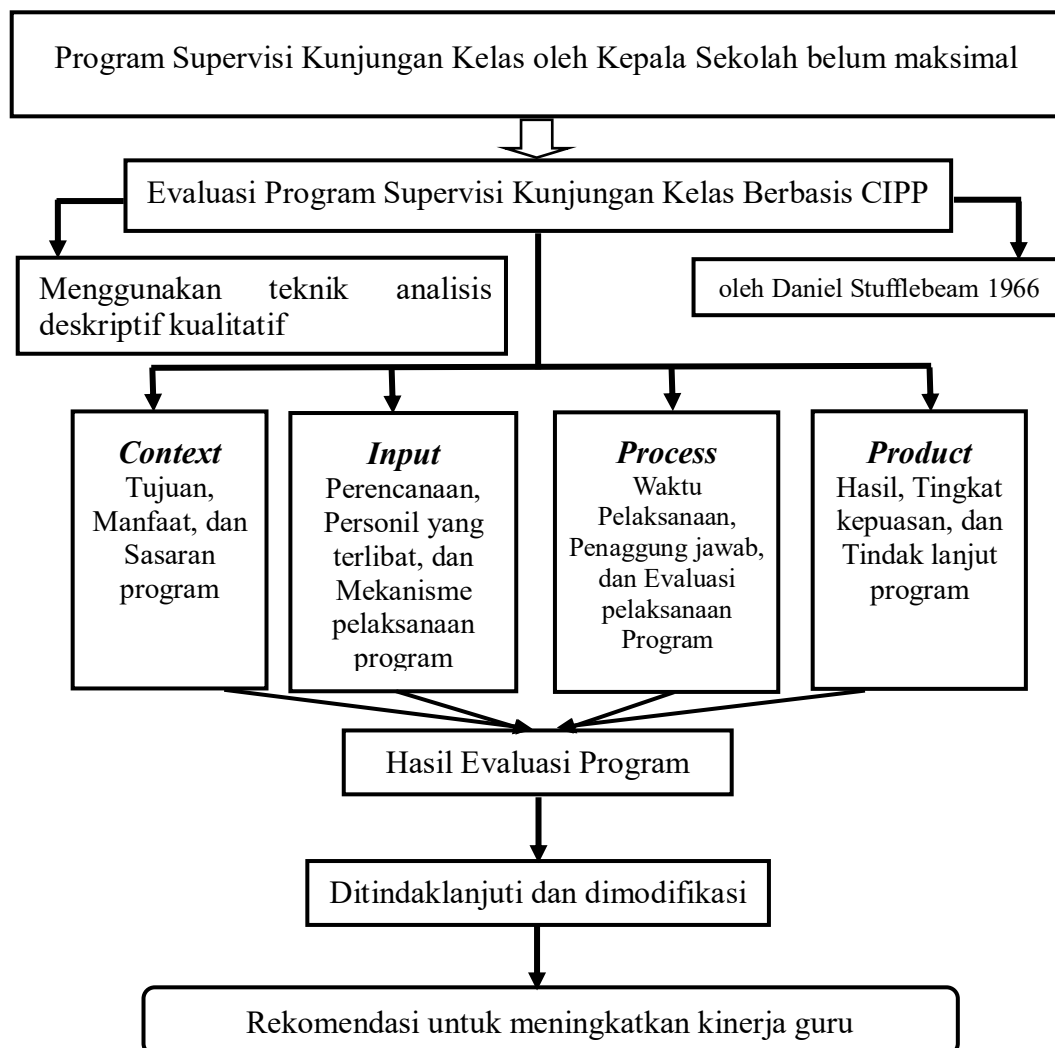 Program Supervisi Kunjungan Kelas oleh Kepala Sekolah belum maksimal
Evaluasi Program Supervisi Kunjungan Kelas Berbasis CIPP
Menggunakan teknik analisis
deskriptif kualitatif
oleh Daniel Stufflebeam 1966
Context
Tujuan,
Manfaat, dan
Sasaran
program
Input
Perencanaan,
Personil yang
terlibat, dan
Mekanisme
pelaksanaan
program
Process
Waktu
Pelaksanaan,
Penaggung jawab,
dan Evaluasi
pelaksanaan
Program
Product
Hasil, Tingkat
kepuasan, dan
Tindak lanjut
program
Hasil Evaluasi Program
Ditindaklanjuti dan dimodifikasi
Rekomendasi untuk meningkatkan kinerja guru